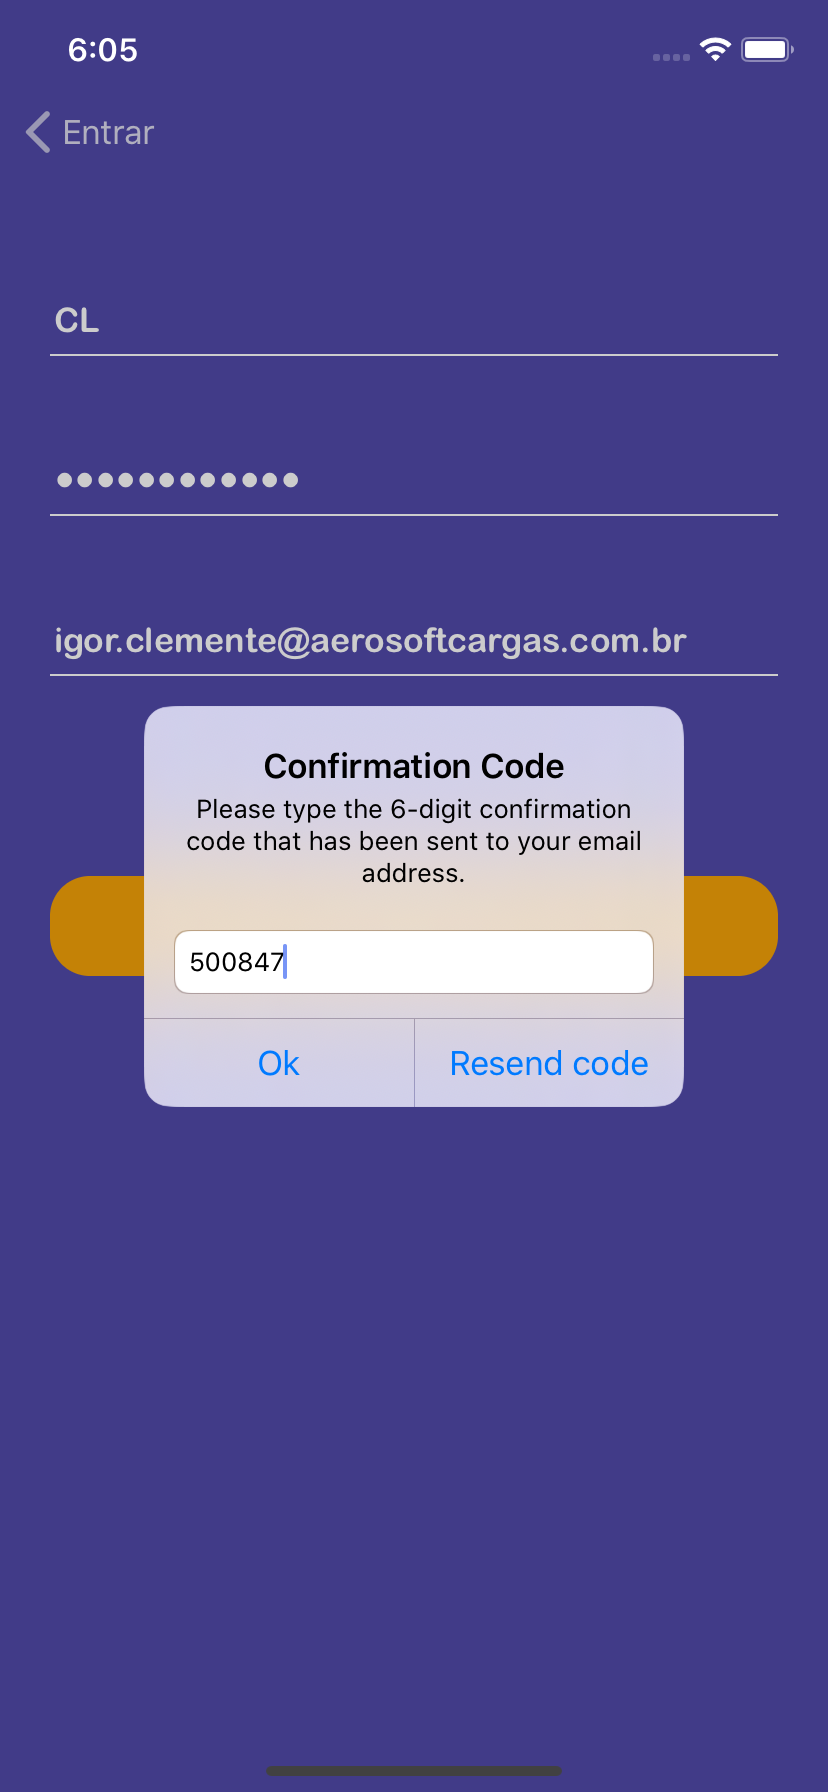 6:05
Entrar
CL
••••••••••••
igor.clemente@aerosoftcargas.com.br
Confirmation Code
Please type the 6-digit confirmation
code that has been sent to your email
address.
500847
Ok
Resend code